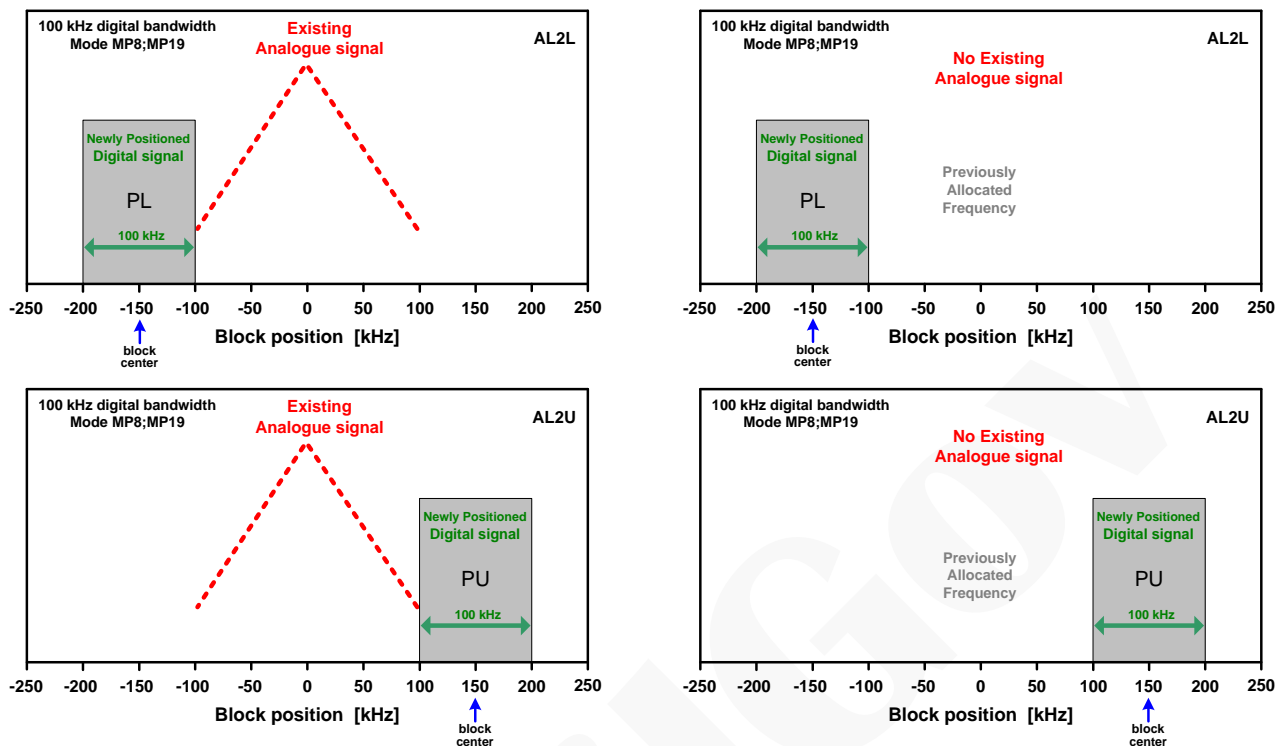 100 kHz digital bandwidth
Mode MP8;MP19
Existing
Analogue signal
AL2L
Newly Positioned
Digital signal
PL
100 kHz
-250 -200 -150 -100 -50 0 50 100 150 200 250
Block position [kHz]
block
center
100 kHz digital bandwidth
Mode MP8;MP19
No Existing
Analogue signal
AL2L
Newly Positioned
Digital signal
PL
100 kHz
Previously
Allocated
Frequency
-250 -200 -150 -100 -50 0 50 100 150 200 250
Block position [kHz]
block
center
100 kHz digital bandwidth
Mode MP8;MP19
Existing
Analogue signal
AL2U
Newly Positioned
Digital signal
PU
100 kHz
-250 -200 -150 -100 -50 0 50 100 150 200 250
Block position [kHz]
block
center
100 kHz digital bandwidth
Mode MP8;MP19
No Existing
Analogue signal
AL2U
Previously
Allocated
Frequency
Newly Positioned
Digital signal
PU
100 kHz
-250 -200 -150 -100 -50 0 50 100 150 200 250
Block position [kHz]
block
center